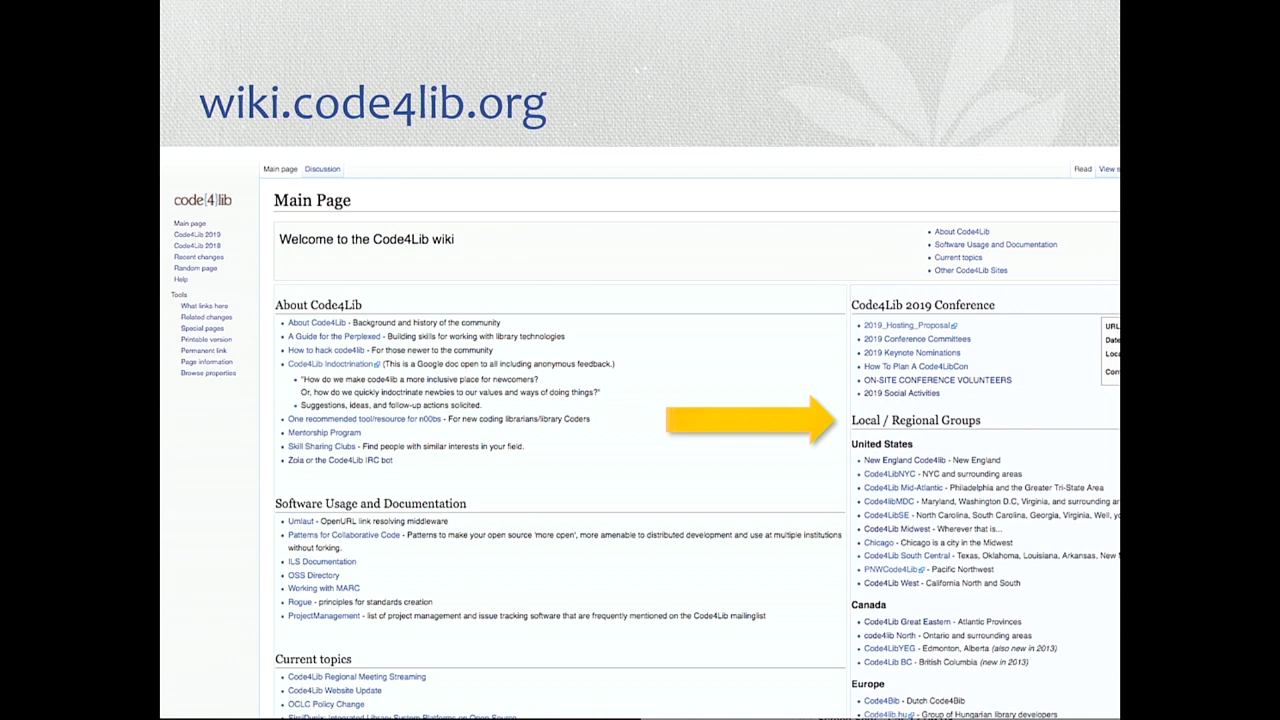 wiki.code4lib.org
Main page
Discussion
Read
View s
code{4}lib
Main page
Code4Lib 2019
Code4Lib 2018
Recent changes
Random page
Help
Tools
What links here
Related changes
Special pages
Printable version
Permanent link
Page information
Browse properties
Main Page
Welcome to the Code4Lib wiki
• About Code4Lib
• Software Usage and Documentation
• Current topics
• Other Code4Lib Sites
About Code4Lib
• About Code4Lib - Background and history of the community
• A Guide for the Perplexed - Building skills for working with library technologies
• How to hack code4lib - For those newer to the community
• Code4Lib Indoctrination (This is a Google doc open to all including anonymous feedback.)
• "How do we make code4lib a more inclusive place for newcomers?
Or, how do we quickly indoctrinate newbies to our values and ways of doing things?"
• Suggestions, ideas, and follow-up actions solicited.
• One recommended tool/resource for n00bs - For new coding librarians/library Coders
• Mentorship Program
• Skill Sharing Clubs - Find people with similar interests in your field.
• Zoia or the Code4Lib IRC bot
Software Usage and Documentation
• Umlaut - OpenURL link resolving middleware
• Patterns for Collaborative Code - Patterns to make your open source 'more open', more amenable to distributed development and use at multiple institutions
without forking.
• ILS Documentation
• OSS Directory
• Working with MARC
• Rogue - principles for standards creation
• ProjectManagement - list of project management and issue tracking software that are frequently mentioned on the Code4Lib mailinglist
Current topics
• Code4Lib Regional Meeting Streaming
• Code4Lib Website Update
• OCLC Policy Change
Code4Lib 2019 Conference
• 2019_Hosting_Proposal
• 2019 Conference Committees
• 2019 Keynote Nominations
• How To Plan A Code4LibCon
• ON-SITE CONFERENCE VOLUNTEERS
• 2019 Social Activities
URL
Date
Loca
Con
Local / Regional Groups
United States
• New England Code4lib - New England
• Code4LibNYC - NYC and surrounding areas
• Code4Lib Mid-Atlantic - Philadelphia and the Greater Tri-State Area
• Code4libMDC - Maryland, Washington D.C, Virginia, and surrounding ar
• Code4LibSE - North Carolina, South Carolina, Georgia, Virginia, Well, yo
• Code4Lib Midwest - Wherever that is...
• Chicago - Chicago is a city in the Midwest
• Code4Lib South Central - Texas, Oklahoma, Louisiana, Arkansas, New
• PNWCode4Lib - Pacific Northwest
• Code4Lib West - California North and South
Canada
• Code4Lib Great Eastern - Atlantic Provinces
• code4lib North - Ontario and surrounding areas
• Code4LibYEG - Edmonton, Alberta (also new in 2013)
• Code4Lib BC - British Columbia (new in 2013)
Europe
• Code4Bib - Dutch Code4Bib
• Code4lib.hu - Group of Hungarian library developers